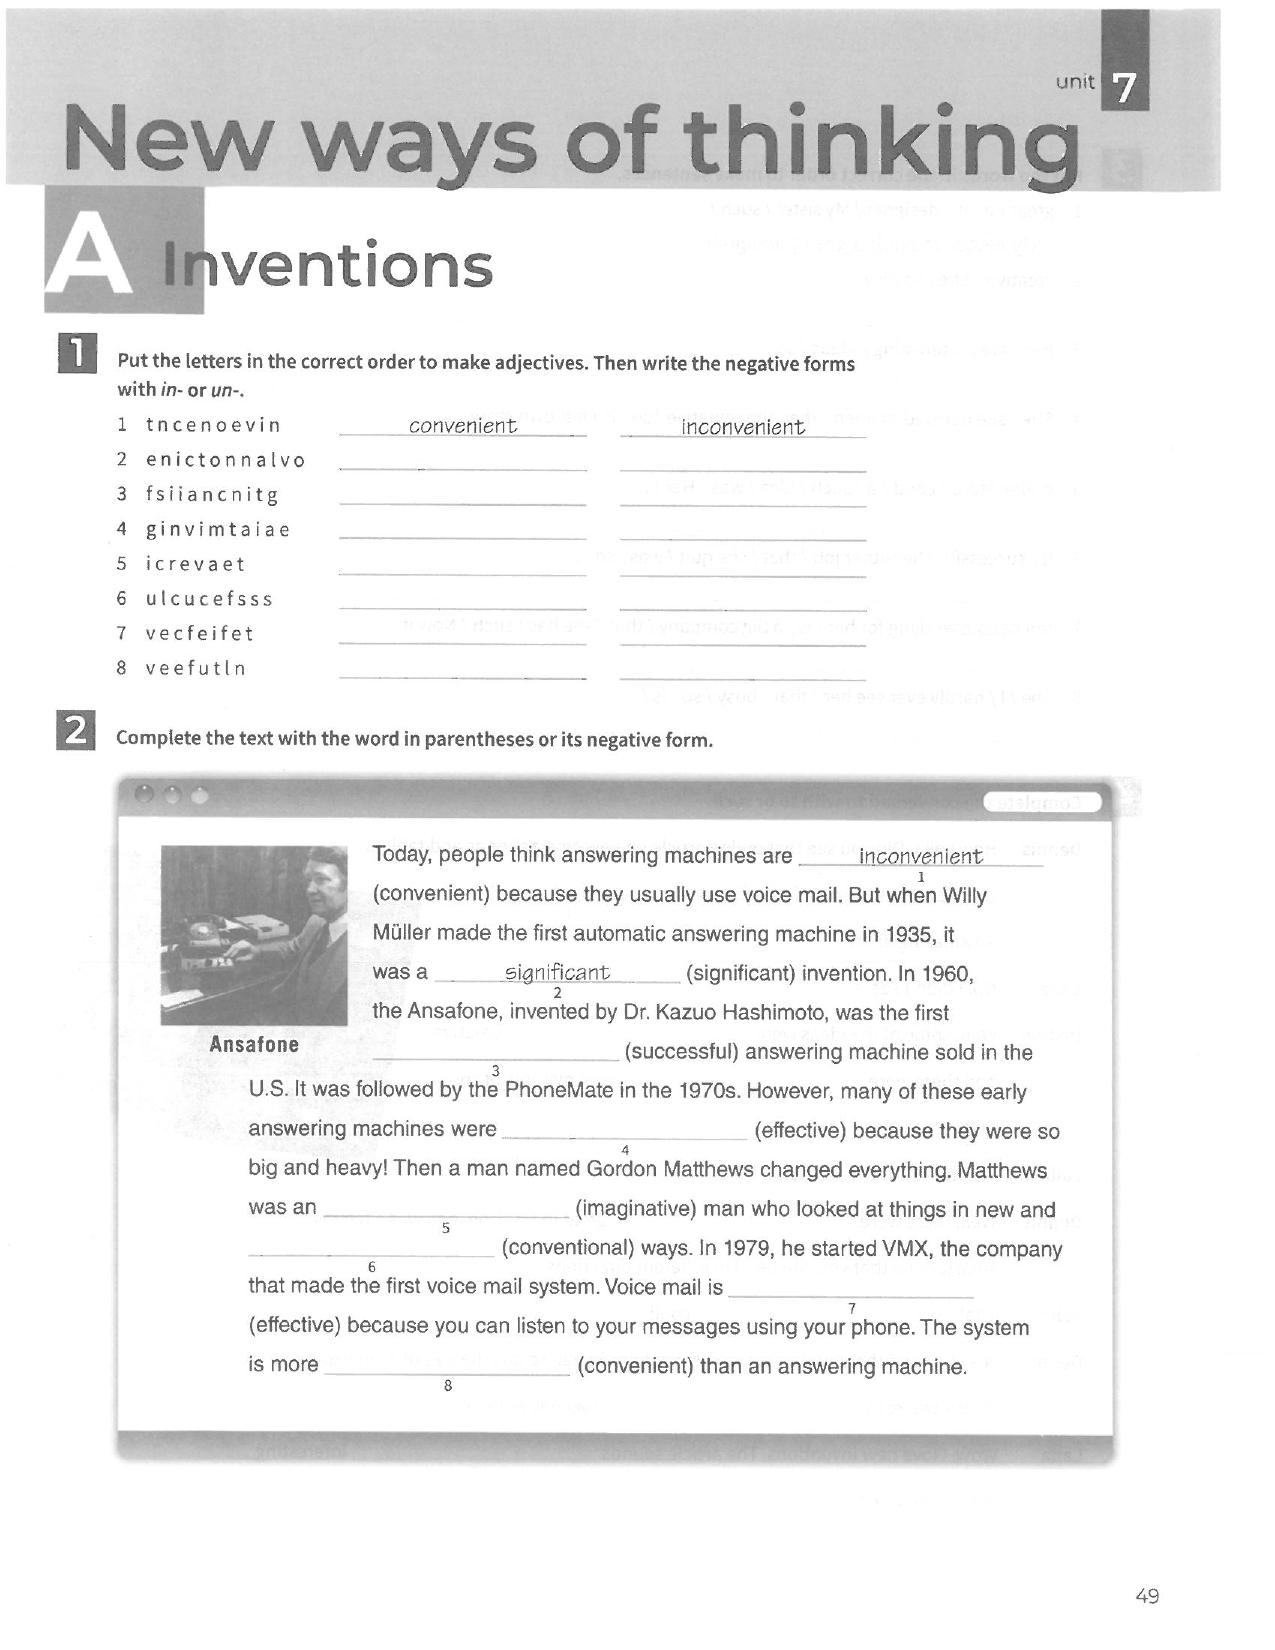 unit 7
New ways of thinking
A Inventions
1 Put the letters in the correct order to make adjectives. Then write the negative forms
with in- or un-.
1 tncenoevin convenient inconvenient
2 enictonnalvo
3 fsiiancnitg
4 ginvimtaiae
5 icrevaet
6 ulcucefsss
7 vecfeifet
8 veefutln
2 Complete the text with the word in parentheses or its negative form.
Today, people think answering machines are inconvenient
1
(convenient) because they usually use voice mail. But when Willy
Müller made the first automatic answering machine in 1935, it
was a significant (significant) invention. In 1960,
2
the Ansafone, invented by Dr. Kazuo Hashimoto, was the first
Ansafone
(successful) answering machine sold in the
3
U.S. It was followed by the PhoneMate in the 1970s. However, many of these early
answering machines were (effective) because they were so
4
big and heavy! Then a man named Gordon Matthews changed everything. Matthews
was an (imaginative) man who looked at things in new and
5
(conventional) ways. In 1979, he started VMX, the company
6
that made the first voice mail system. Voice mail is
7
(effective) because you can listen to your messages using your phone. The system
is more (convenient) than an answering machine.
8
49